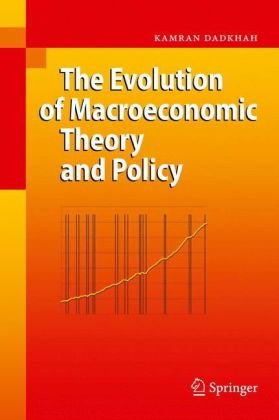 KAMRAN DADKHAH
The Evolution
of Macroeconomic
Theory
and Policy
Springer